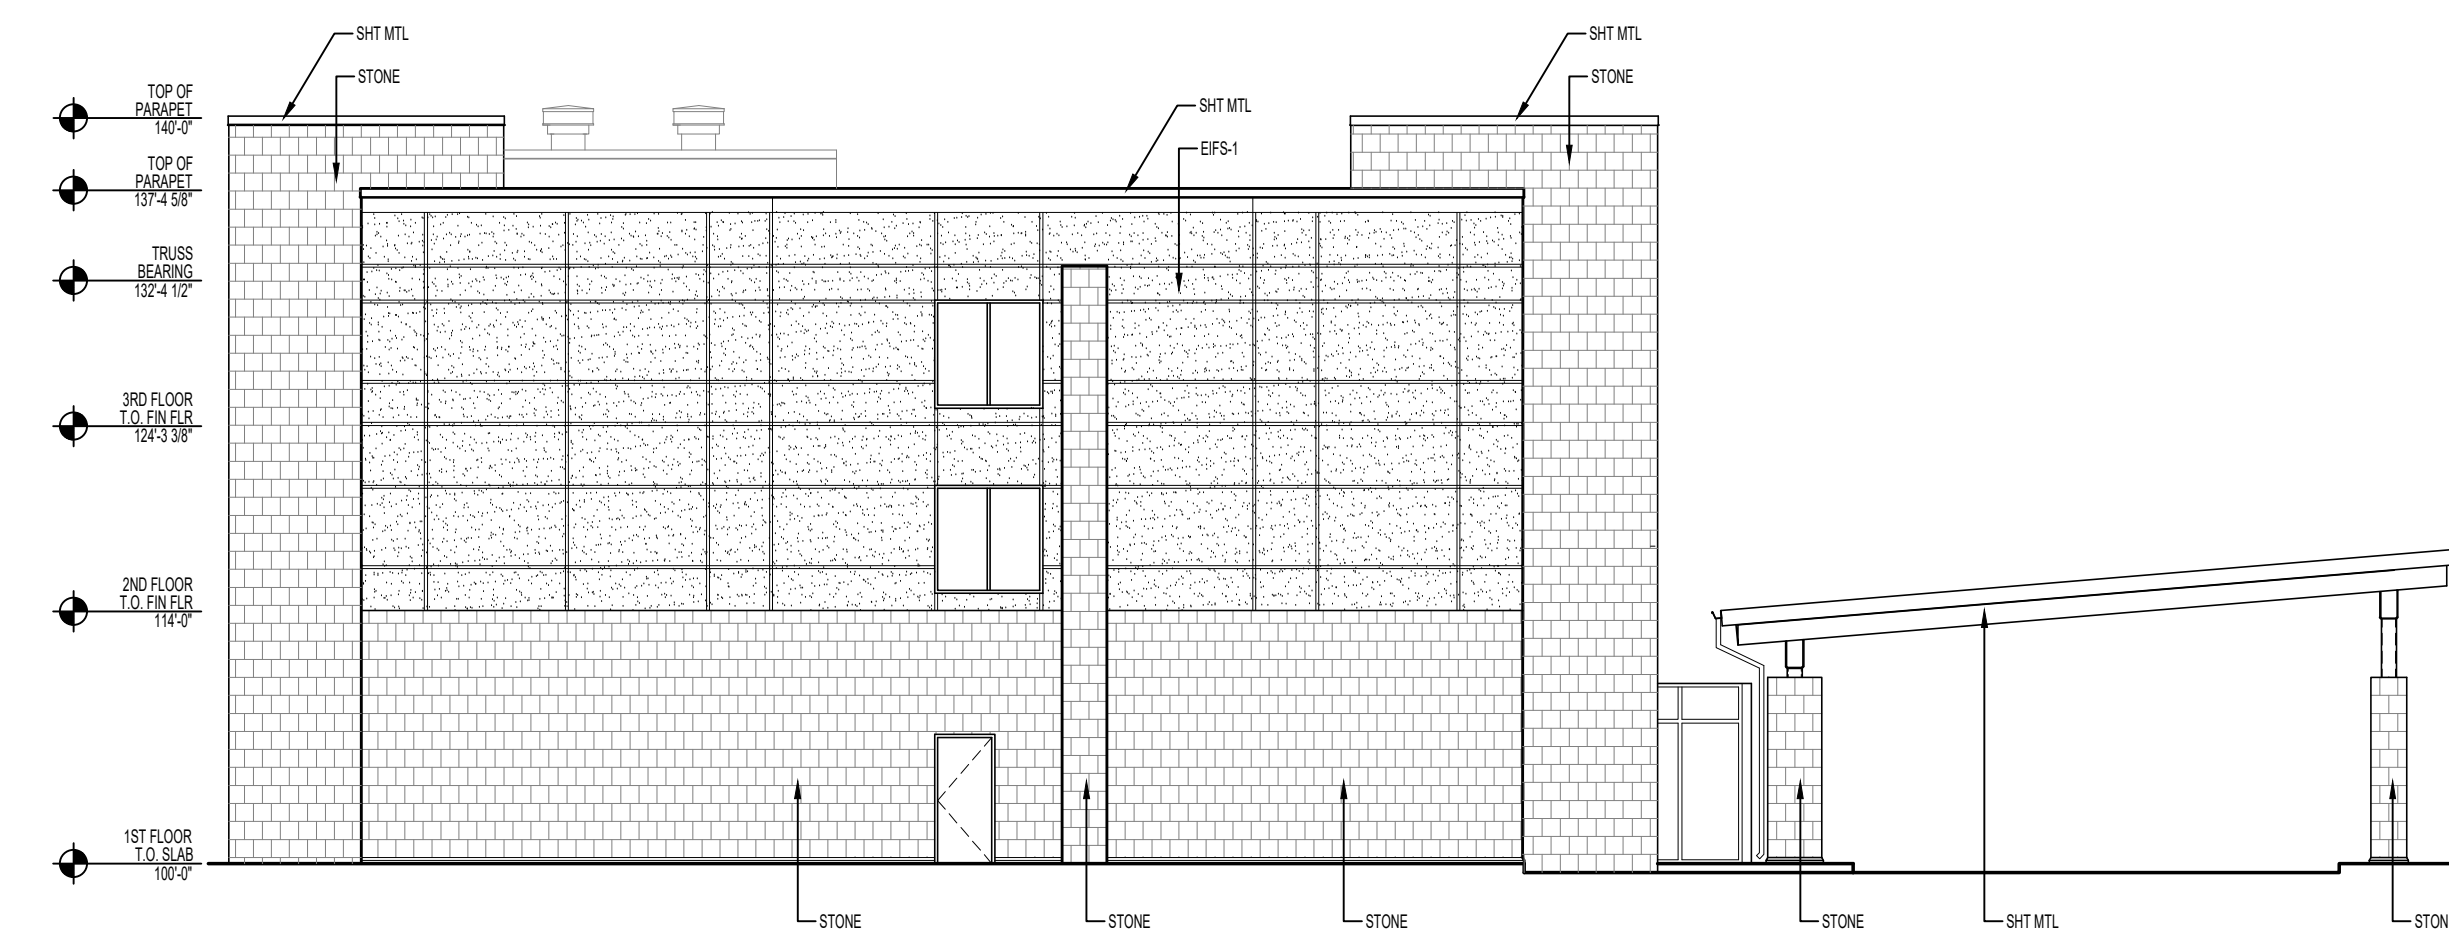 SHT MTL
STONE
SHT MTL
STONE
SHT MTL
EIFS-1
TOP OF
PARAPET
140'-0"
TOP OF
PARAPET
137'-4 5/8"
TRUSS
BEARING
132'-4 1/2"
3RD FLOOR
T.O. FIN FLR
124'-3 3/8"
2ND FLOOR
T.O. FIN FLR
114'-0"
1ST FLOOR
T.O. SLAB
100'-0"
STONE
STONE
STONE
STONE
SHT MTL
STON